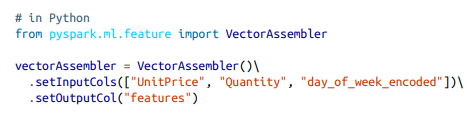 # in Python
from pyspark.ml.feature import VectorAssembler
vectorAssembler = VectorAssembler()\
.setInputCols(["UnitPrice", "Quantity", "day_of_week_encoded"])\
.setOutputCol("features")